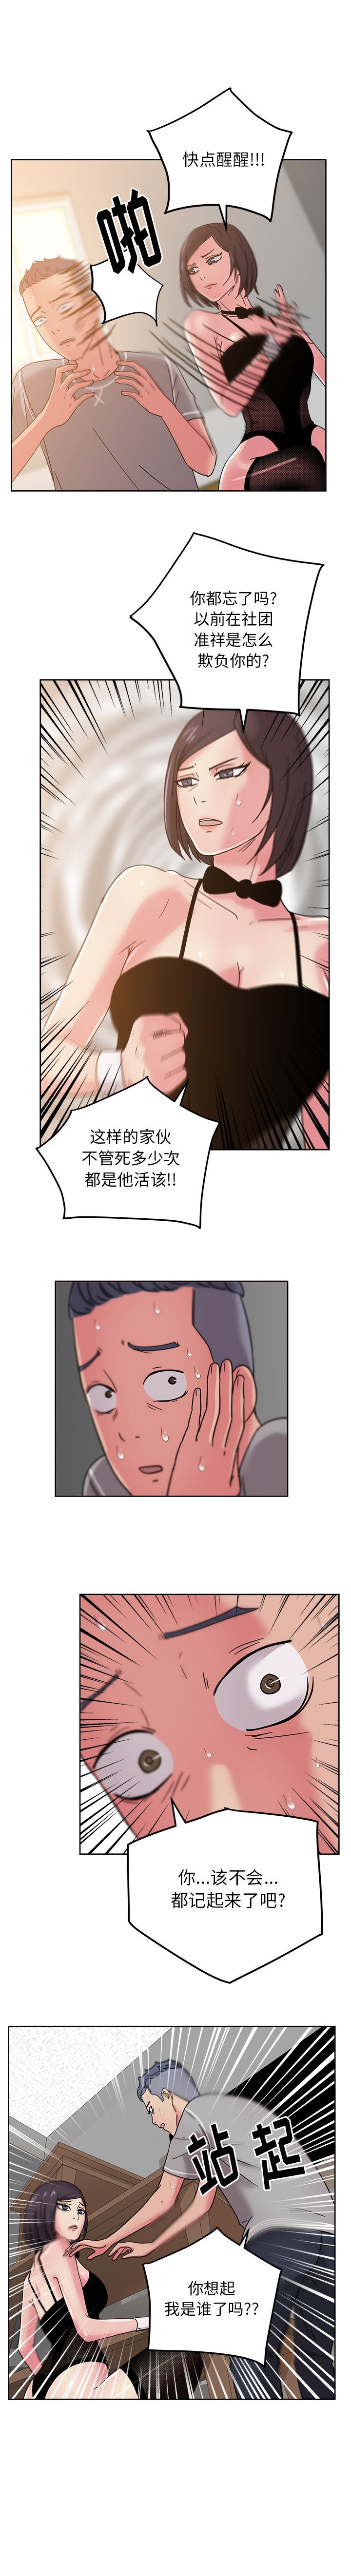 快点醒醒!!!
啪
你都忘了吗?
以前在社团
准祥是怎么
欺负你的?
这样的家伙
不管死多少次
都是他活该!!
你...该不会...
都记起来了吧?
站起
你想起
我是谁了吗??